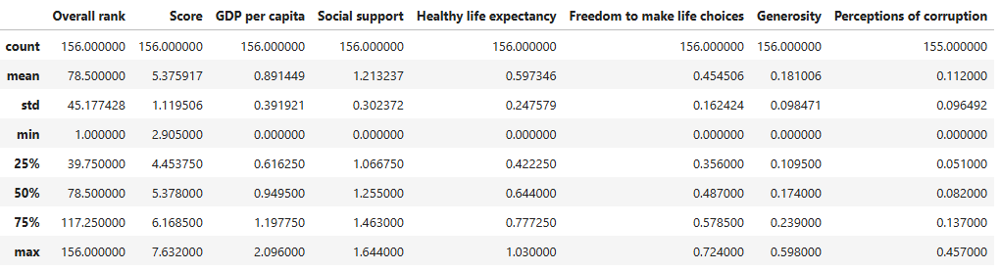 Overall rank Score GDP per capita Social support Healthy life expectancy Freedom to make life choices Generosity Perceptions of corruption
count 156.000000 156.000000 156.000000 156.000000 156.000000 156.000000 156.000000 155.000000
mean 78.500000 5.375917 0.891449 1.213237 0.597346 0.454506 0.181006 0.112000
std 45.177428 1.119506 0.391921 0.302372 0.247579 0.162424 0.098471 0.096492
min 1.000000 2.905000 0.000000 0.000000 0.000000 0.000000 0.000000 0.000000
25% 39.750000 4.453750 0.616250 1.066750 0.422250 0.356000 0.109500 0.051000
50% 78.500000 5.378000 0.949500 1.255000 0.644000 0.487000 0.174000 0.082000
75% 117.250000 6.168500 1.197750 1.463000 0.777250 0.578500 0.239000 0.137000
max 156.000000 7.632000 2.096000 1.644000 1.030000 0.724000 0.598000 0.457000